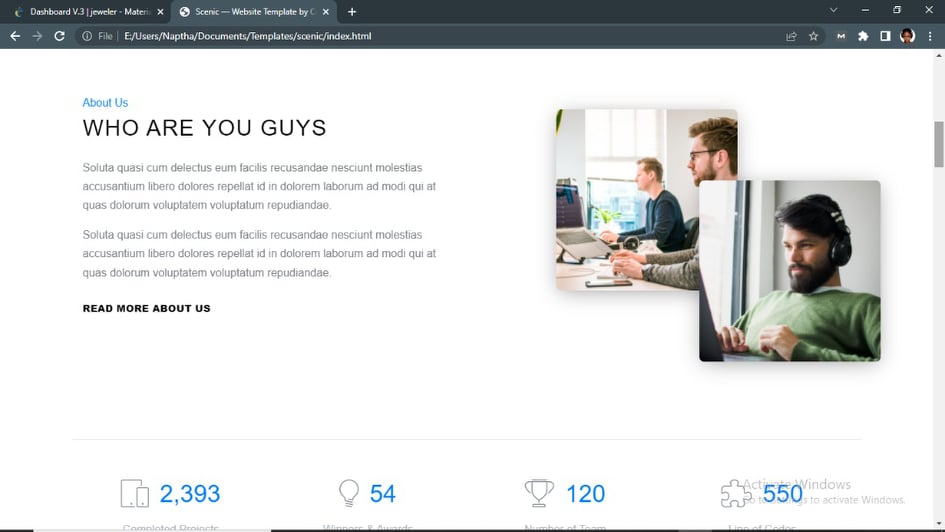 Dashboard V.3 | jeweler - Materia
Scenic — Website Template by C
File
E:/Users/Naptha/Documents/Templates/scenic/index.html
About Us
WHO ARE YOU GUYS
Soluta quasi cum delectus eum facilis recusandae nesciunt molestias
accusantium libero dolores repellat id in dolorem laborum ad modi qui at
quas dolorum voluptatem voluptatum repudiandae.
Soluta quasi cum delectus eum facilis recusandae nesciunt molestias
accusantium libero dolores repellat id in dolorem laborum ad modi qui at
quas dolorum voluptatem voluptatum repudiandae.
READ MORE ABOUT US
2,393
54
120
550
Activate Windows
Go to Settings to activate Windows.
Completed Projects
Winners & Awards
Number of Team
Line of Codes